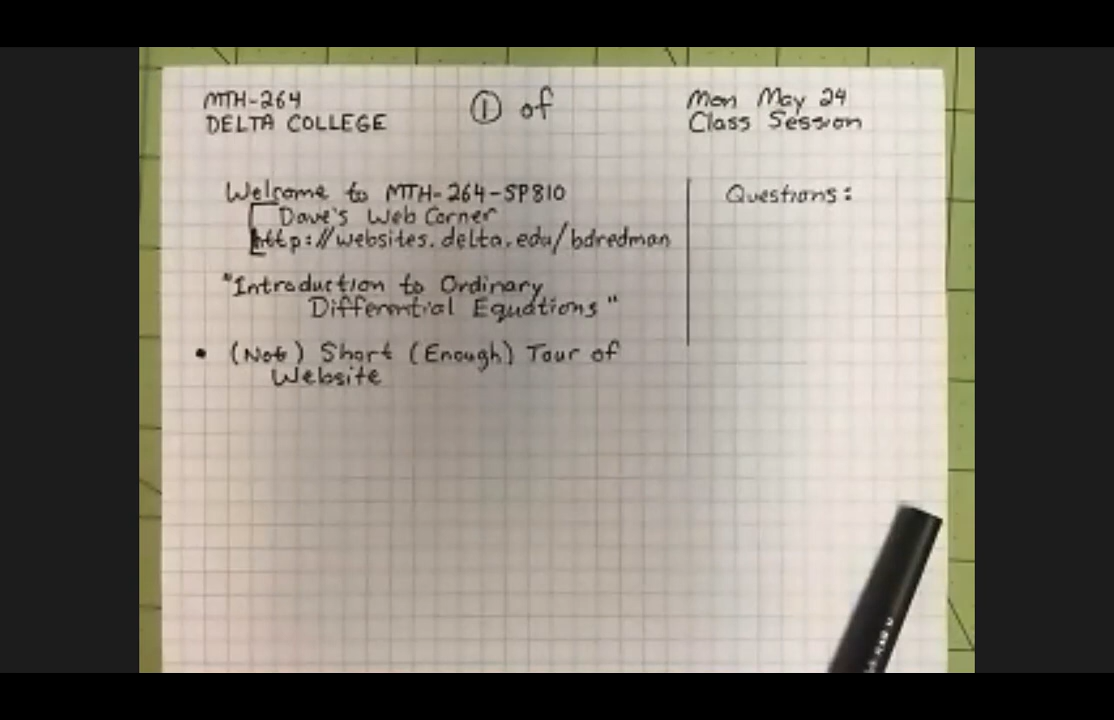 MTH-264
DELTA COLLEGE
① of
Mon May 24
Class Session
Welcome to MTH-264-SP810
Dave's Web Corner
http://websites.delta.edu/bdredman
"Introduction to Ordinary
Differential Equations"
• (Not) Short (Enough) Tour of
Website
Questions: